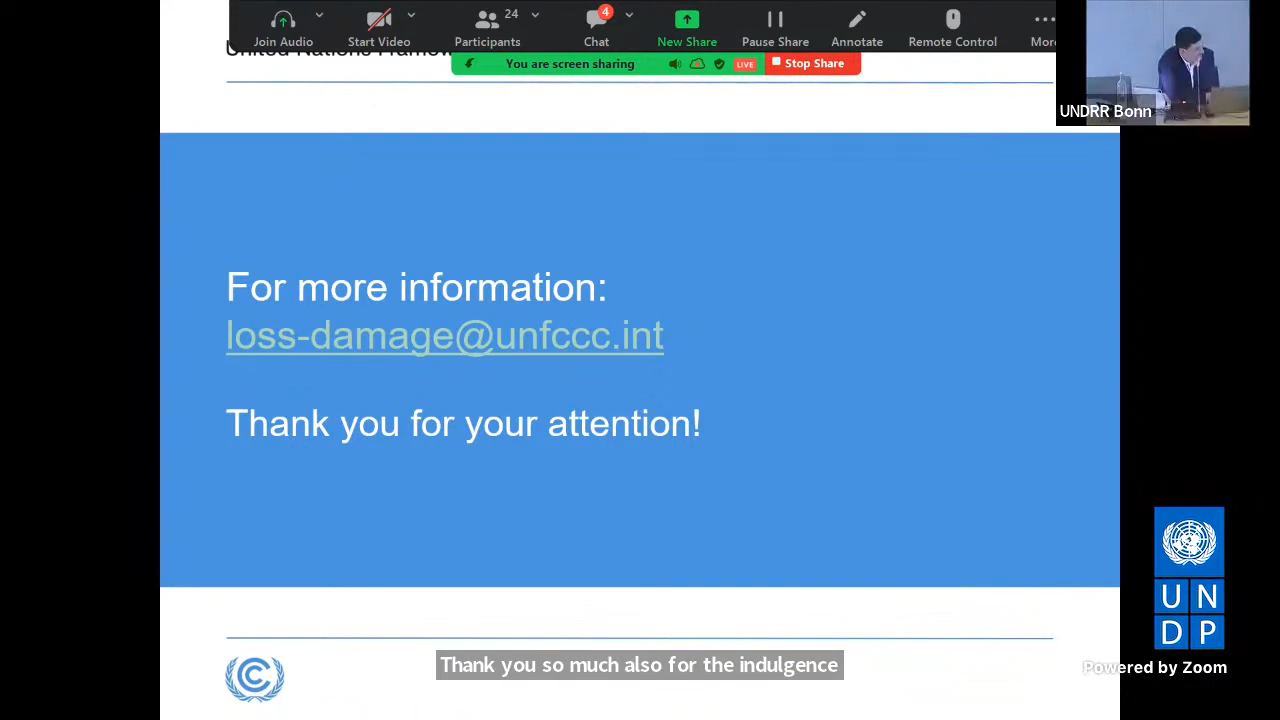 Join Audio
Start Video
Participants
24
Chat
4
New Share
Pause Share
Annotate
Remote Control
You are screen sharing
LIVE
Stop Share
UNDRR Bonn
For more information:
loss-damage@unfccc.int
Thank you for your attention!
U N
D P
Powered by Zoom
Thank you so much also for the indulgence